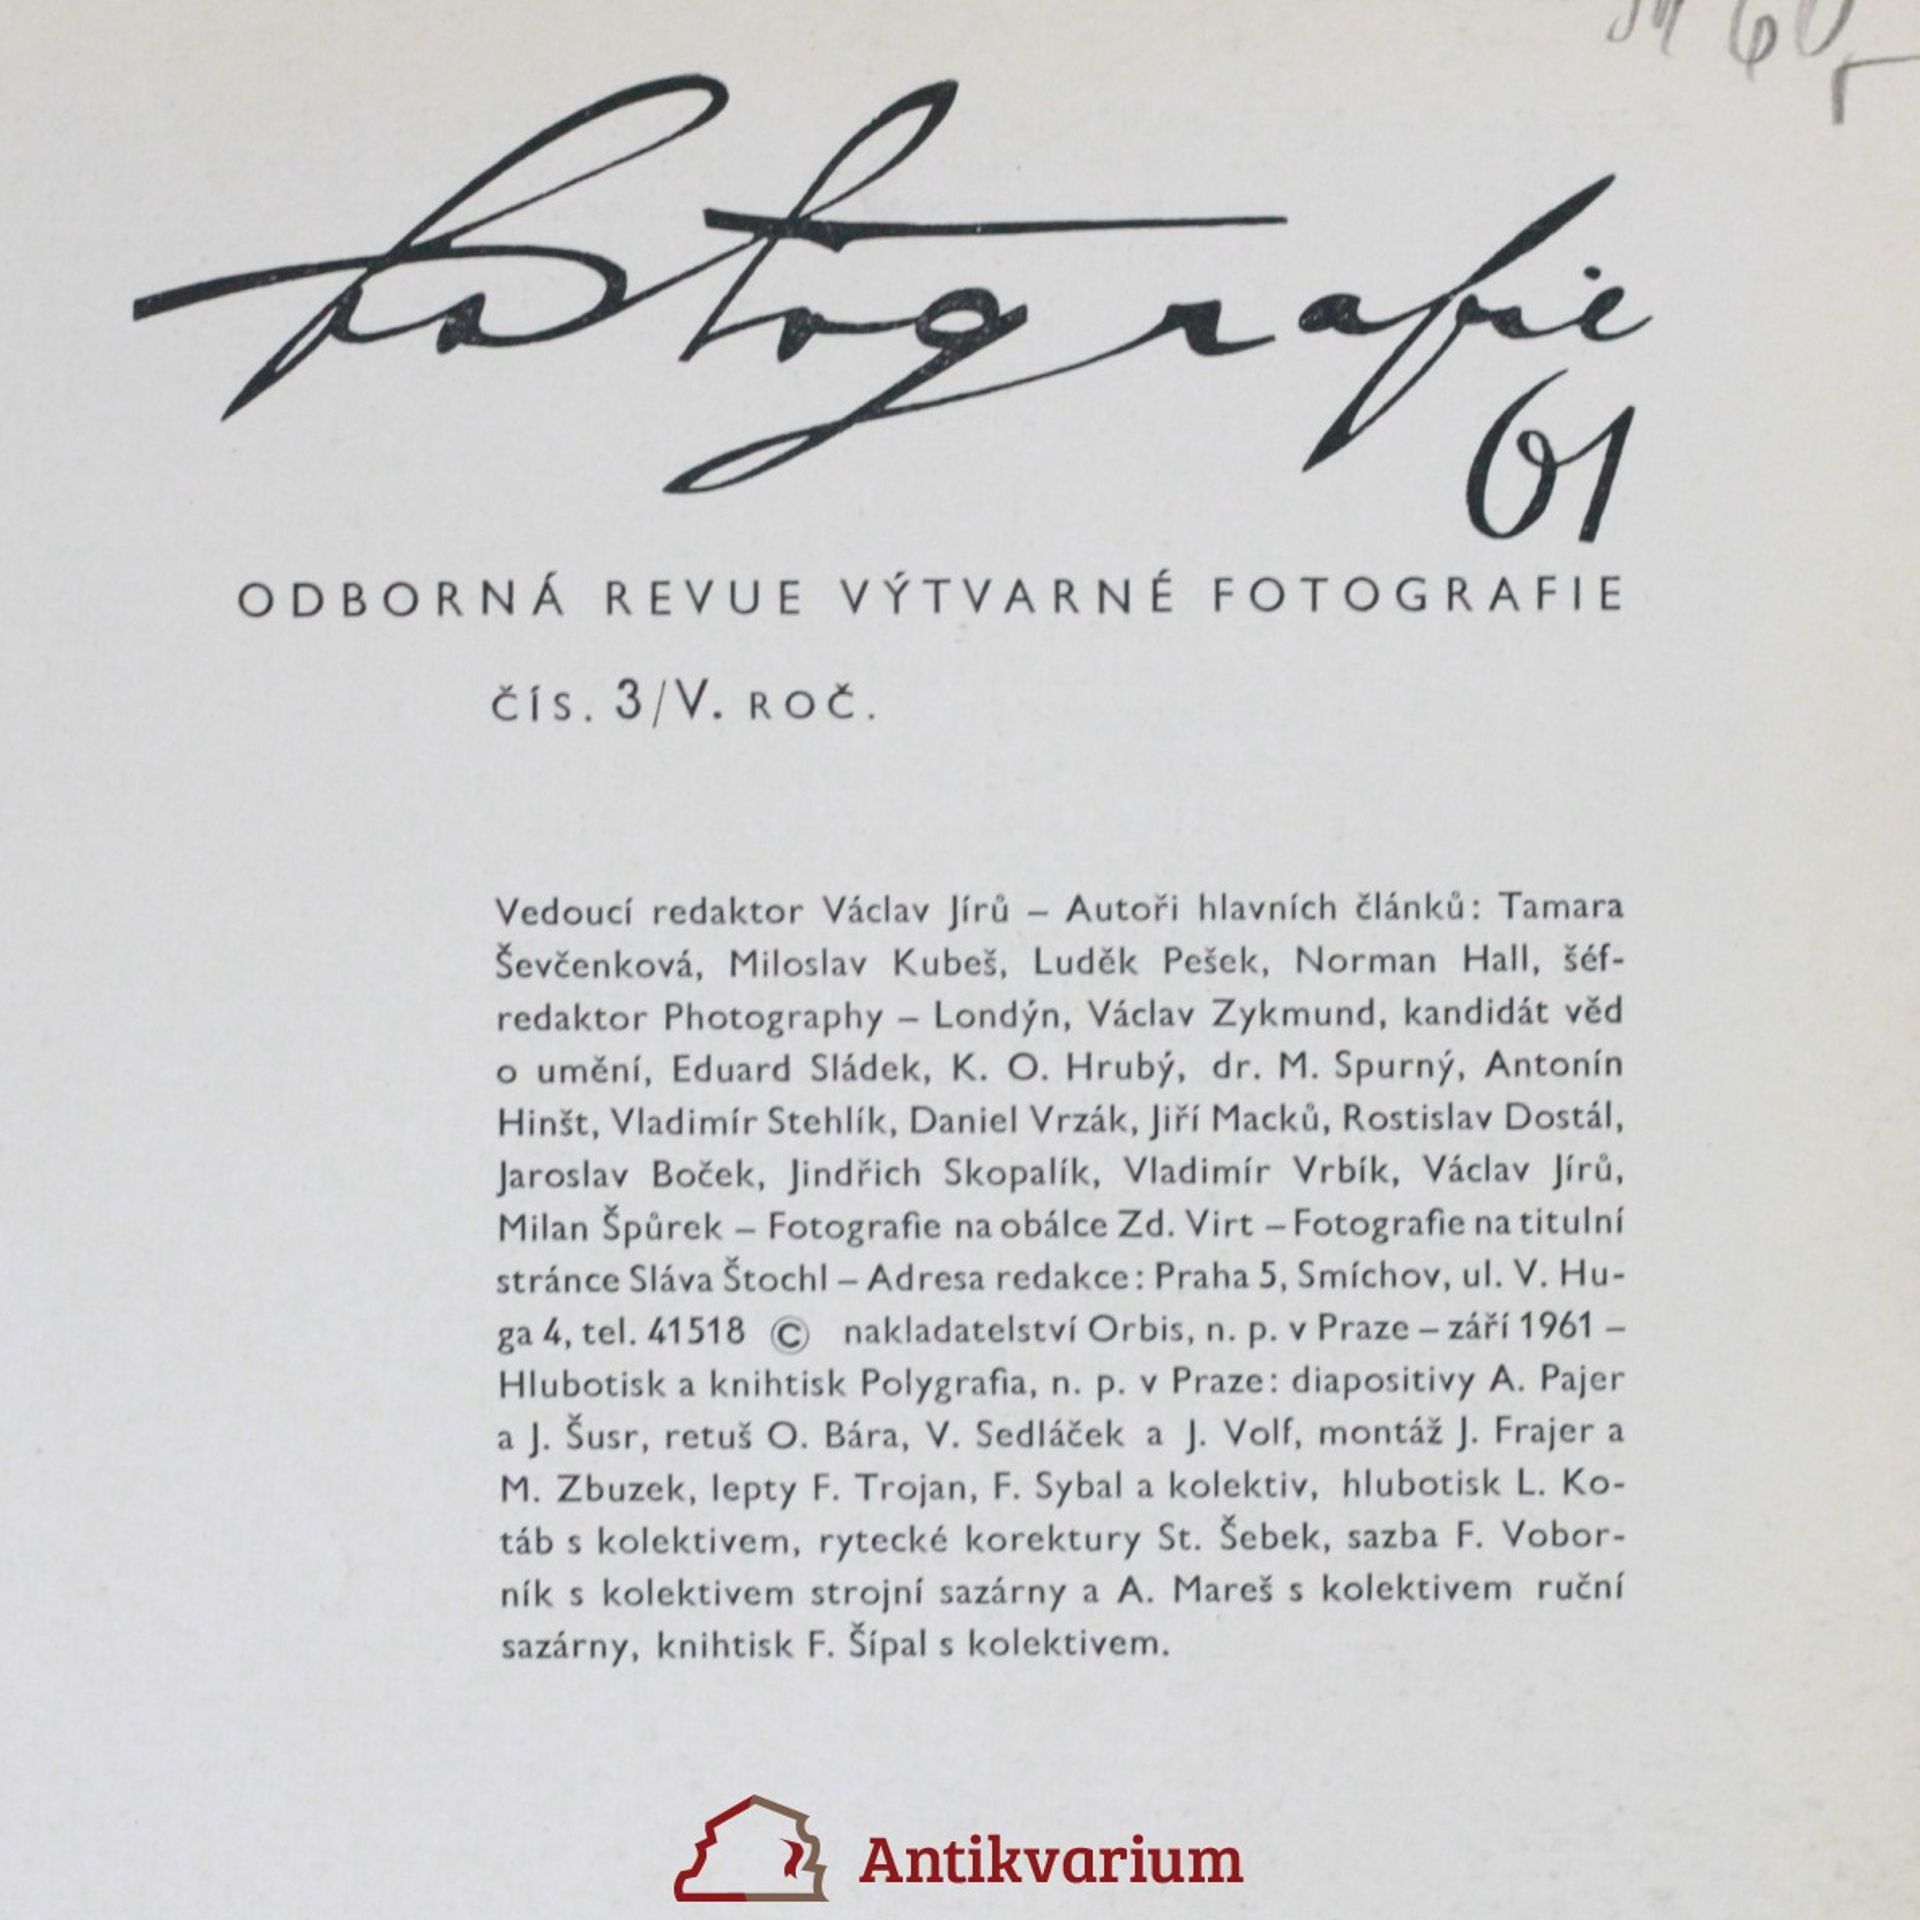 fotografie
61
ODBORNÁ REVUE VÝTVARNÉ FOTOGRAFIE
ČÍS. 3/V. ROČ.
Vedoucí redaktor Václav Jírů – Autoři hlavních článků: Tamara
Ševčenková, Miloslav Kubeš, Luděk Pešek, Norman Hall, šéf-
redaktor Photography – Londýn, Václav Zykmund, kandidát věd
o umění, Eduard Sládek, K. O. Hrubý, dr. M. Spurný, Antonín
Hinšt, Vladimír Stehlík, Daniel Vrzák, Jiří Macků, Rostislav Dostál,
Jaroslav Boček, Jindřich Skopalík, Vladimír Vrbík, Václav Jírů,
Milan Špůrek – Fotografie na obálce Zd. Virt – Fotografie na titulní
stránce Sláva Štochl – Adresa redakce: Praha 5, Smíchov, ul. V. Hu-
ga 4, tel. 41518 © nakladatelství Orbis, n. p. v Praze – září 1961 –
Hlubotisk a knihtisk Polygrafia, n. p. v Praze: diapositivy A. Pajer
a J. Šusr, retuš O. Bára, V. Sedláček a J. Volf, montáž J. Frajer a
M. Zbuzek, lepty F. Trojan, F. Sybal a kolektiv, hlubotisk L. Ko-
táb s kolektivem, rytecké korektury St. Šebek, sazba F. Vobor-
ník s kolektivem strojní sazárny a A. Mareš s kolektivem ruční
sazárny, knihtisk F. Šípal s kolektivem.
Antikvarium